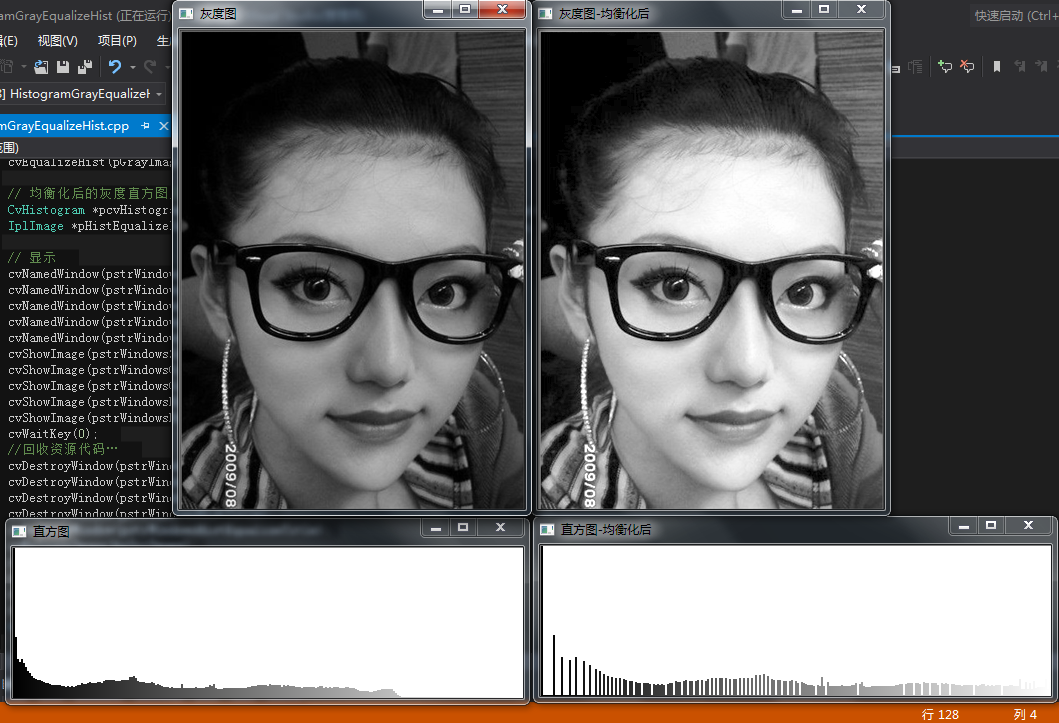 amGrayEqualizeHist (正在运行)
快速启动 (Ctrl+
(E) 视图(V) 项目(P) 生
HistogramGrayEqualizeH
mGrayEqualizeHist.cpp
范围)
灰度图
灰度图-均衡化后
cvEqualizeHist(pGrayImag
// 均衡化后的灰度直方图
CvHistogram *pcvHistogra
IplImage *pHistEqualize
// 显示
cvNamedWindow(pstrWindow
cvNamedWindow(pstrWindow
cvNamedWindow(pstrWindow
cvNamedWindow(pstrWindow
cvNamedWindow(pstrWindow
cvShowImage(pstrWindows
cvShowImage(pstrWindows
cvShowImage(pstrWindows
cvShowImage(pstrWindows
cvShowImage(pstrWindows
cvWaitKey(0);
//回收资源代码…
cvDestroyWindow(pstrWin
cvDestroyWindow(pstrWin
cvDestroyWindow(pstrWin
cvDestroyWindow(pstrWin
2009/08
2009/08
直方图
直方图-均衡化后
行 128
列 4